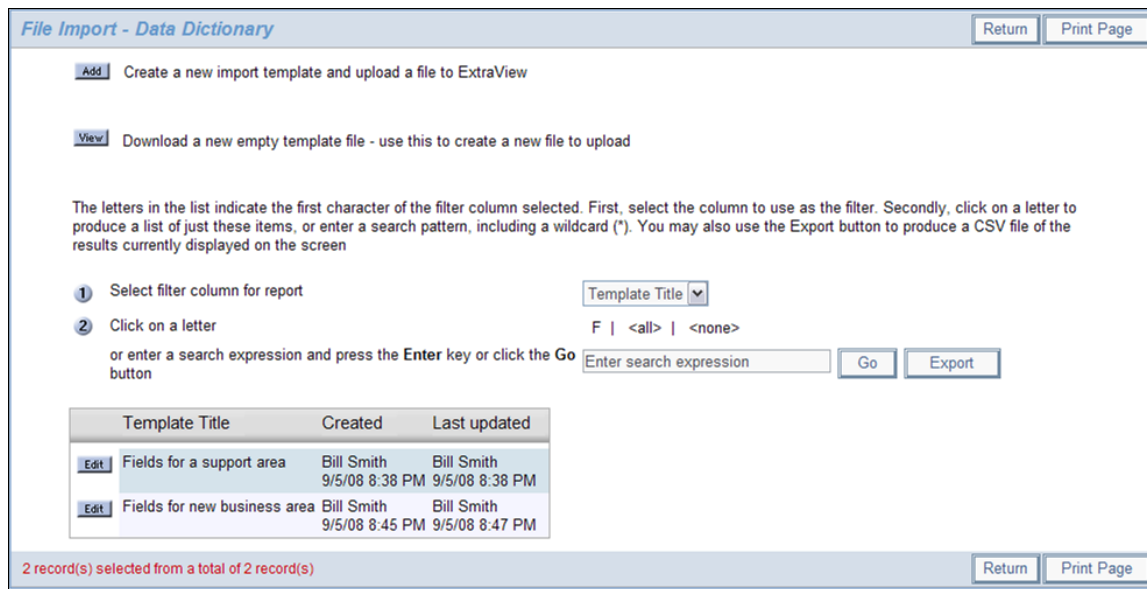 File Import - Data Dictionary
Return
Print Page
Add
Create a new import template and upload a file to ExtraView
View
Download a new empty template file - use this to create a new file to upload
The letters in the list indicate the first character of the filter column selected. First, select the column to use as the filter. Secondly, click on a letter to
produce a list of just these items, or enter a search pattern, including a wildcard (*). You may also use the Export button to produce a CSV file of the
results currently displayed on the screen
1 Select filter column for report
Template Title
2 Click on a letter
F | <all> | <none>
or enter a search expression and press the Enter key or click the Go
button
Enter search expression
Go
Export
Template Title Created Last updated
Edit Fields for a support area Bill Smith Bill Smith
9/5/08 8:38 PM 9/5/08 8:38 PM
Edit Fields for new business area Bill Smith Bill Smith
9/5/08 8:45 PM 9/5/08 8:47 PM
2 record(s) selected from a total of 2 record(s)
Return
Print Page